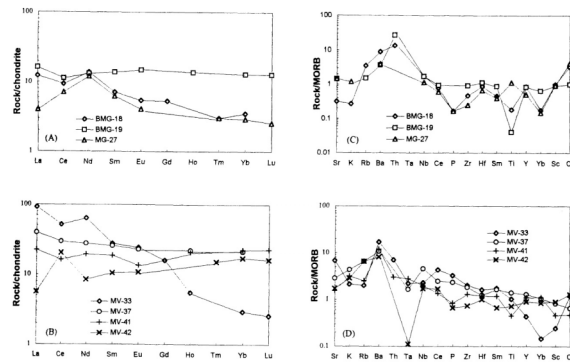 Rock/chondrite
100
10
1
(A)
BMG-18
BMG-19
MG-27
La Ce Nd Sm Eu Gd Ho Tm Yb Lu
Rock/MORB
100
10
1
0.1
0.01
(C)
BMG-18
BMG-19
MG-27
Sr K Rb Ba Th Ta Nb Ce P Zr Hf Sm Ti Y Yb Sc
Rock/chondrite
100
10
1
(B)
MV-33
MV-37
MV-41
MV-42
La Ce Nd Sm Eu Gd Ho Tm Yb Lu
Rock/MORB
100
10
1
0.1
(D)
MV-33
MV-37
MV-41
MV-42
Sr K Rb Ba Th Ta Nb Ce P Zr Hf Sm Ti Y Yb Sc